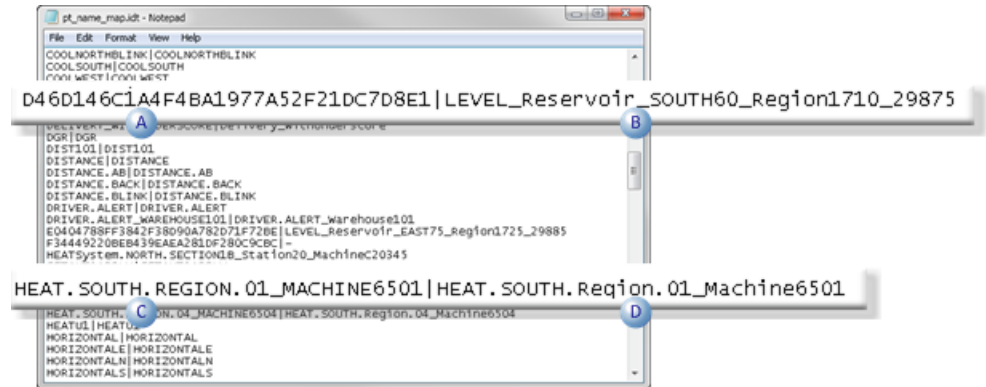 pt_name_map.idt - Notepad
File Edit Format View Help
COOLNORTHBLINK|COOLNORTHBLINK
COOLSOUTH|COOLSOUTH
COOLWEST|COOLWEST
D46D146C1A4F4BA1977A52F21DC7D8E1|LEVEL_Reservoir_SOUTH60_Region1710_29875
A
B
DGR|DGR
DIST101|DIST101
DISTANCE|DISTANCE
DISTANCE.AB|DISTANCE.AB
DISTANCE.BACK|DISTANCE.BACK
DISTANCE.BLINK|DISTANCE.BLINK
DRIVER.ALERT|DRIVER.ALERT
DRIVER.ALERT_WAREHOUSE101|DRIVER.ALERT_Warehouse101
E0404788FF3842F38D90A782D71F72BE|LEVEL_Reservoir_EAST75_Region1725_29885
F34449220BEB439EAEA281DF280C9CBC|-
HEATSystem.NORTH.SECTION1B_Station20_MachineC20345
HEAT.SOUTH.REGION.01_MACHINE6501|HEAT.SOUTH.Region.01_Machine6501
C
D
HEATU1|HEATU1
HORIZONTAL|HORIZONTAL
HORIZONTALE|HORIZONTALE
HORIZONTALN|HORIZONTALN
HORIZONTALS|HORIZONTALS